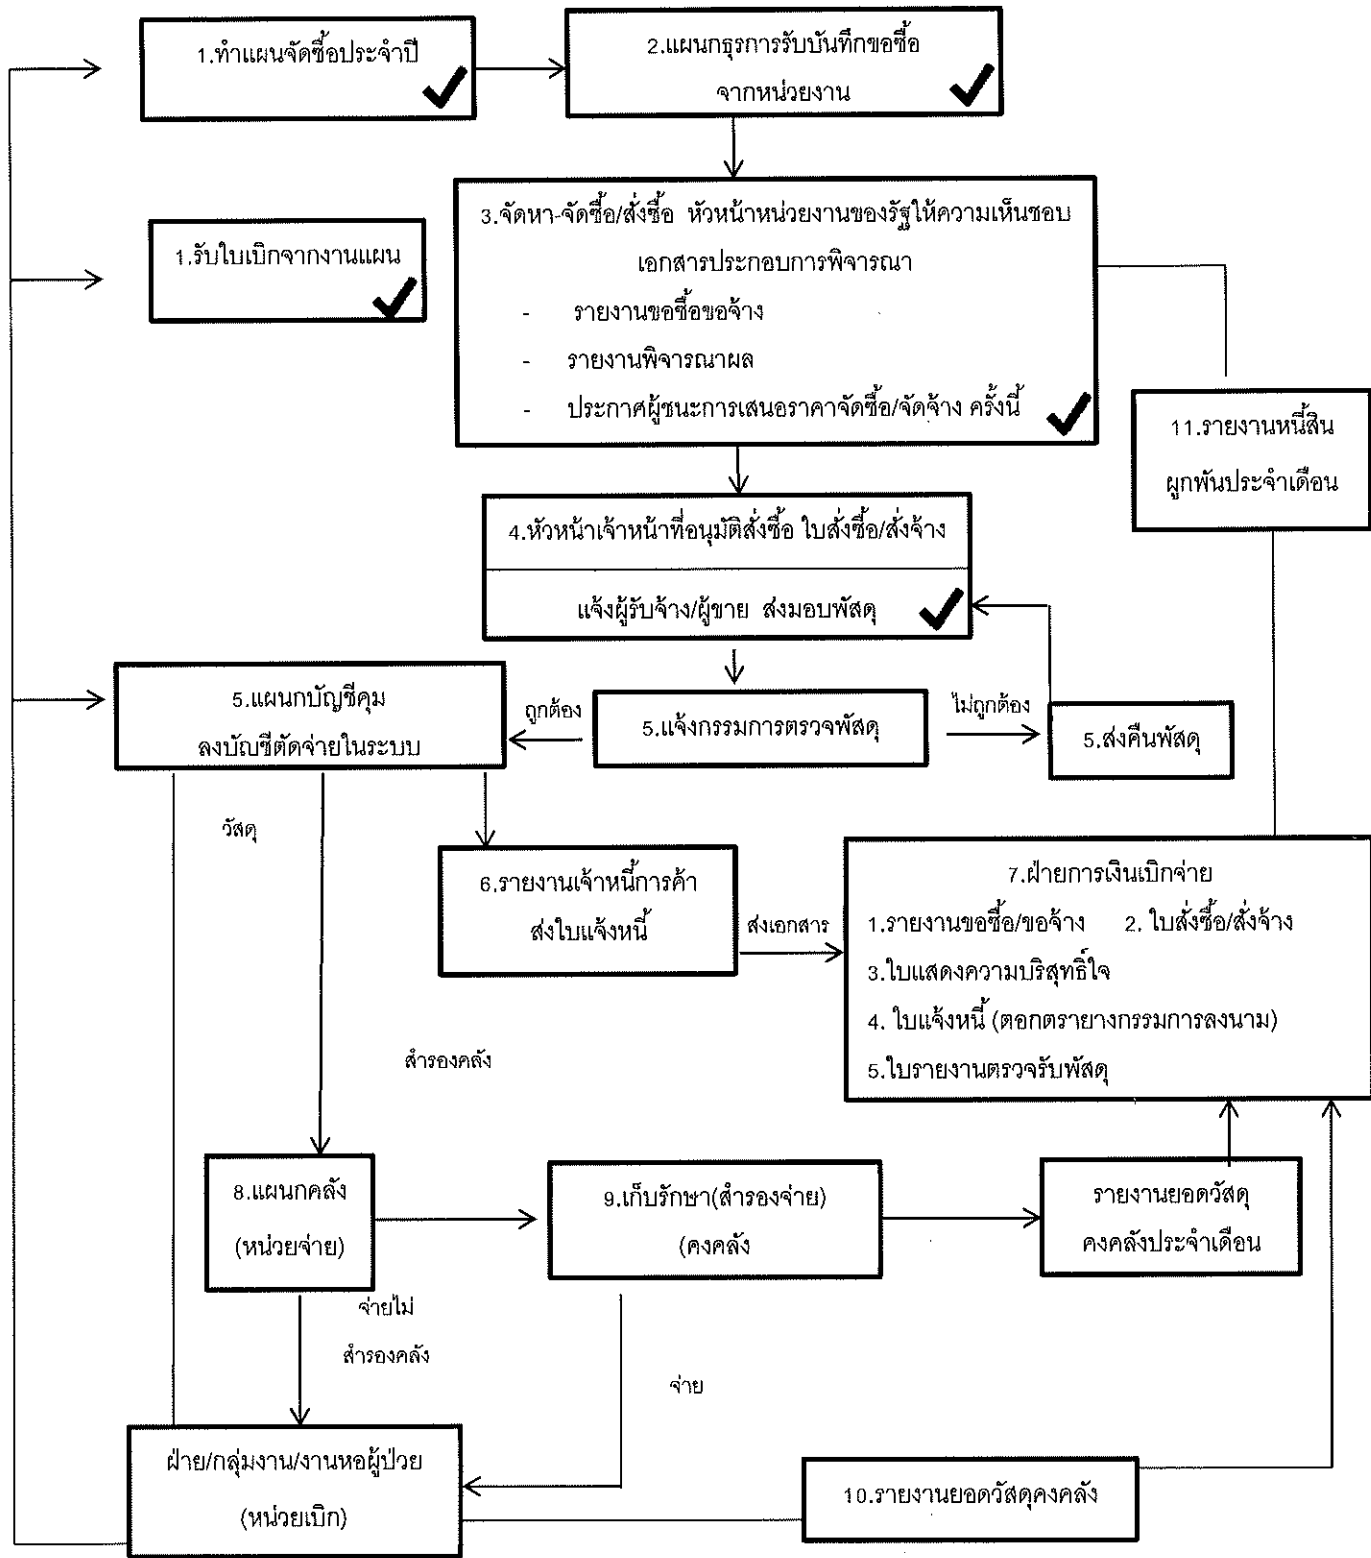 1.ทำแผนจัดซื้อประจำปี
2.แผนกธุรการรับบันทึกขอซื้อ
จากหน่วยงาน
1.รับใบเบิกจากงานแผน
3.จัดหา-จัดซื้อ/สั่งซื้อ หัวหน้าหน่วยงานของรัฐให้ความเห็นชอบ
เอกสารประกอบการพิจารณา
- รายงานขอซื้อขอจ้าง
- รายงานพิจารณาผล
- ประกาศผู้ชนะการเสนอราคาจัดซื้อ/จัดจ้าง ครั้งนี้
11.รายงานหนี้สิน
ผูกพันประจำเดือน
4.หัวหน้าเจ้าหน้าที่อนุมัติสั่งซื้อ ใบสั่งซื้อ/สั่งจ้าง
แจ้งผู้รับจ้าง/ผู้ขาย ส่งมอบพัสดุ
5.แผนกบัญชีคุม
ลงบัญชีตัดจ่ายในระบบ
ถูกต้อง
5.แจ้งกรรมการตรวจพัสดุ
ไม่ถูกต้อง
5.ส่งคืนพัสดุ
วัสดุ
6.รายงานเจ้าหนี้การค้า
ส่งใบแจ้งหนี้
ส่งเอกสาร
7.ฝ่ายการเงินเบิกจ่าย
1.รายงานขอซื้อ/ขอจ้าง 2. ใบสั่งซื้อ/สั่งจ้าง
3.ใบแสดงความบริสุทธิ์ใจ
4. ใบแจ้งหนี้ (ตอกตรายางกรรมการลงนาม)
5.ใบรายงานตรวจรับพัสดุ
สำรองคลัง
8.แผนกคลัง
(หน่วยจ่าย)
9.เก็บรักษา(สำรองจ่าย)
(คงคลัง
รายงานยอดวัสดุ
คงคลังประจำเดือน
จ่ายไม่
สำรองคลัง
จ่าย
ฝ่าย/กลุ่มงาน/งานหอผู้ป่วย
(หน่วยเบิก)
10.รายงานยอดวัสดุคงคลัง